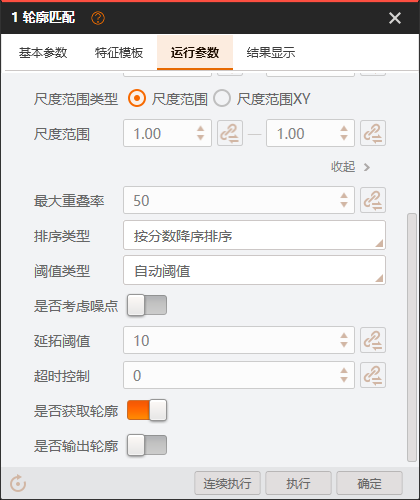 1 轮廓匹配
基本参数 特征模板 运行参数 结果显示
尺度范围类型 尺度范围 尺度范围XY
尺度范围 1.00 — 1.00
收起
最大重叠率 50
排序类型 按分数降序排序
阈值类型 自动阈值
是否考虑噪点
延拓阈值 10
超时控制 0
是否获取轮廓
是否输出轮廓
连续执行 执行 确定